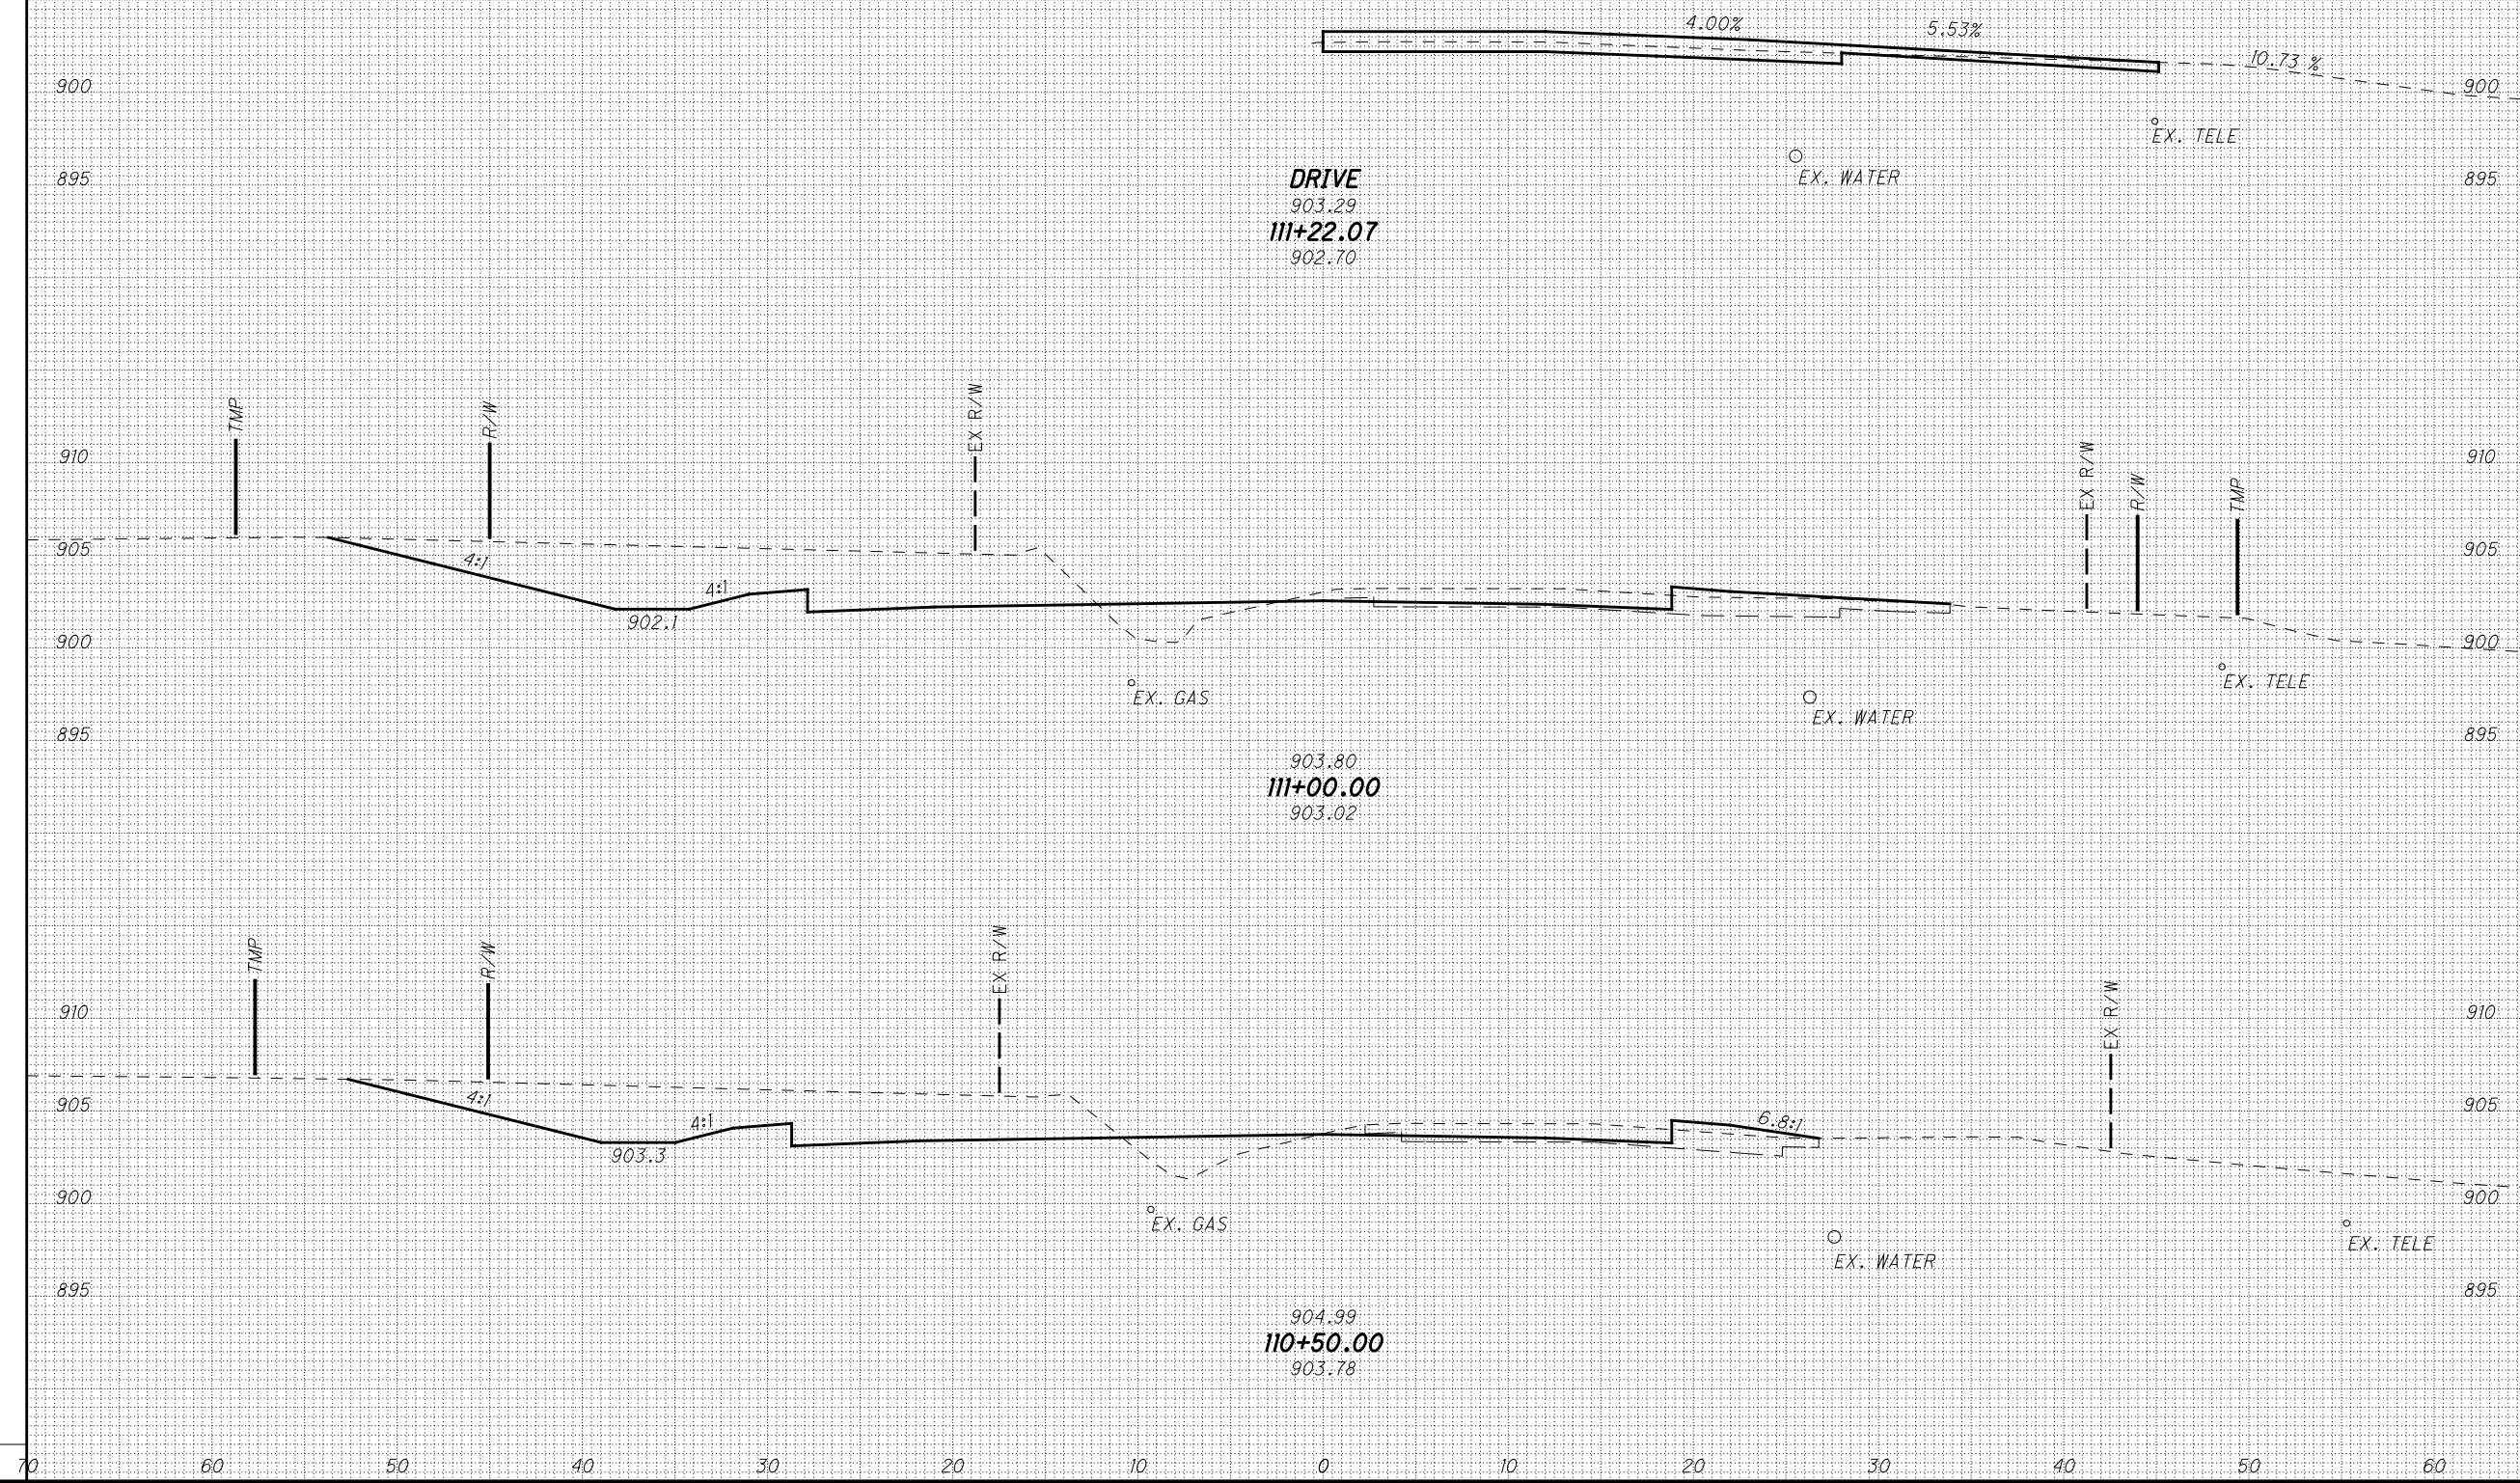 4.00% 5.53%
10.73 %
900 900
EX. TELE
EX. WATER
895 895
DRIVE
903.29
111+22.07
902.70
TMP R/W EX R/W
910 EX R/W R/W TMP 910
905 905
4:1 4:1
902.1
900 900
EX. GAS EX. TELE
EX. WATER
895 895
903.80
111+00.00
903.02
TMP R/W EX R/W
910 EX R/W 910
905 905
4:1 4:1 6.8:1
903.3
900 900
EX. GAS EX. TELE
EX. WATER
895 895
904.99
110+50.00
903.78
70 60 50 40 30 20 10 0 10 20 30 40 50 60